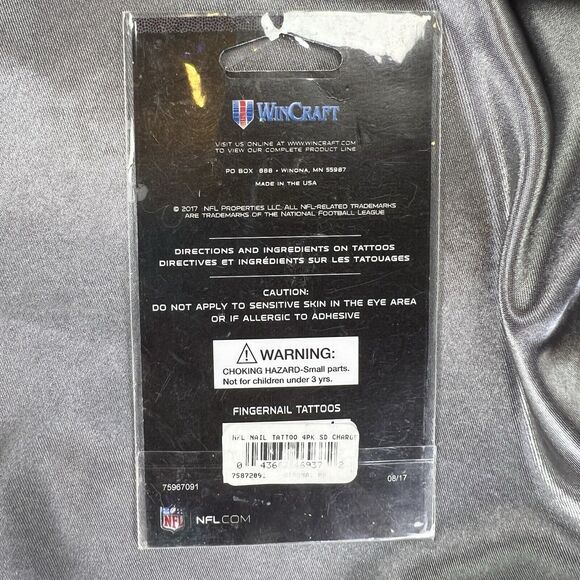 WINCRAFT
VISIT US ONLINE AT WWW.WINCRAFT.COM
TO VIEW OUR COMPLETE PRODUCT LINE
PO BOX 888 • WINONA, MN 55987
MADE IN THE USA
© 2017 NFL PROPERTIES LLC. ALL NFL-RELATED TRADEMARKS
ARE TRADEMARKS OF THE NATIONAL FOOTBALL LEAGUE
DIRECTIONS AND INGREDIENTS ON TATTOOS
DIRECTIVES ET INGRÉDIENTS SUR LES TATOUAGES
CAUTION:
DO NOT APPLY TO SENSITIVE SKIN IN THE EYE AREA
OR IF ALLERGIC TO ADHESIVE
WARNING:
CHOKING HAZARD-Small parts.
Not for children under 3 yrs.
FINGERNAIL TATTOOS
NAIL TATTOO 4PK SD
75967091
08/17
NFL
NFL.COM